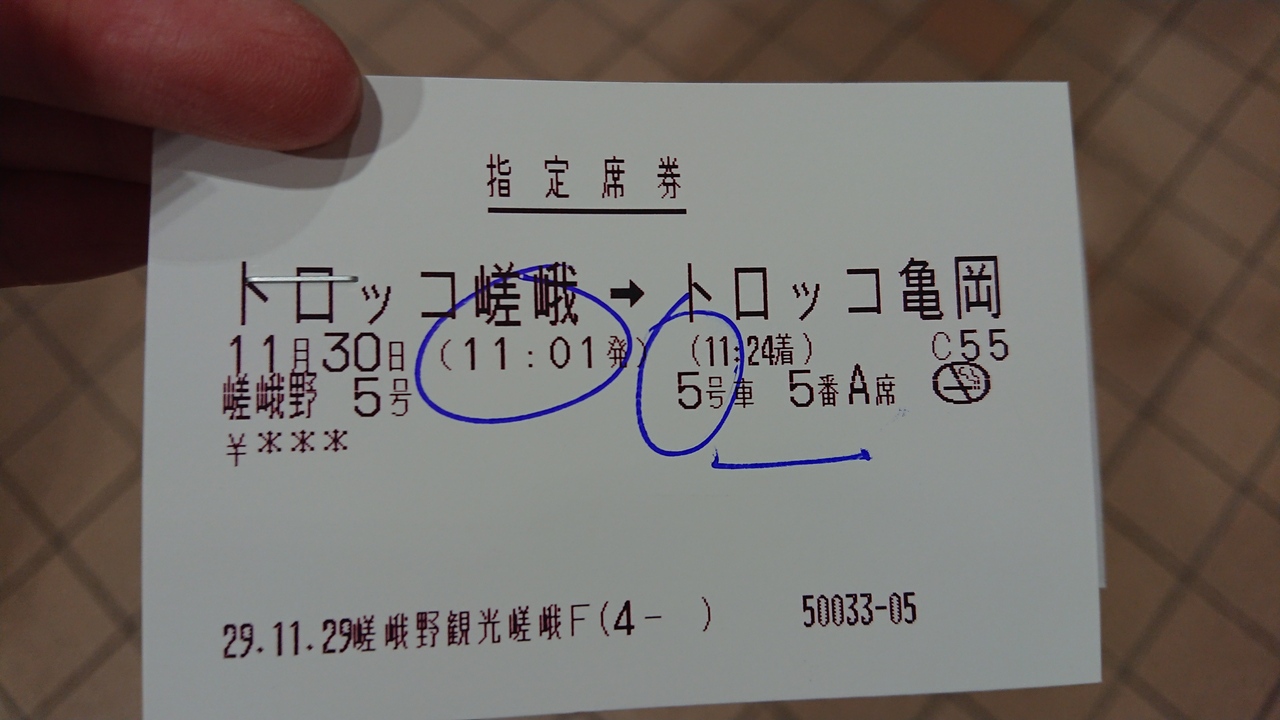 指定席券
トロッコ嵯峨 → トロッコ亀岡
11月30日 (11:01発) (11:24着) C55
嵯峨野 5号 5号車 5番A席
¥***
29.11.29嵯峨野観光嵯峨F(4- ) 50033-05